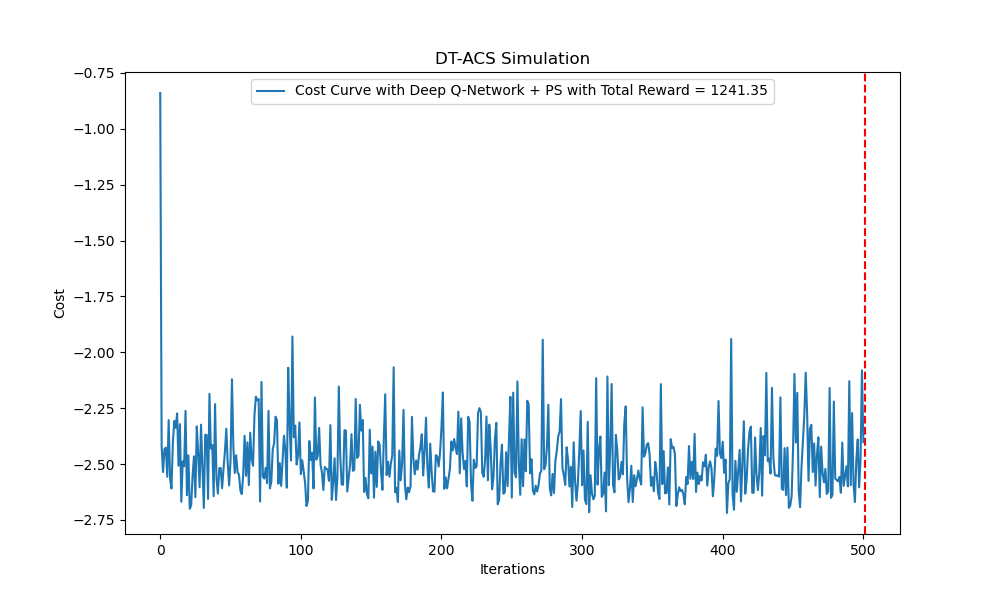 DT-ACS Simulation
Cost Curve with Deep Q-Network + PS with Total Reward = 1241.35
Cost
−0.75
−1.00
−1.25
−1.50
−1.75
−2.00
−2.25
−2.50
−2.75
0 100 200 300 400 500
Iterations